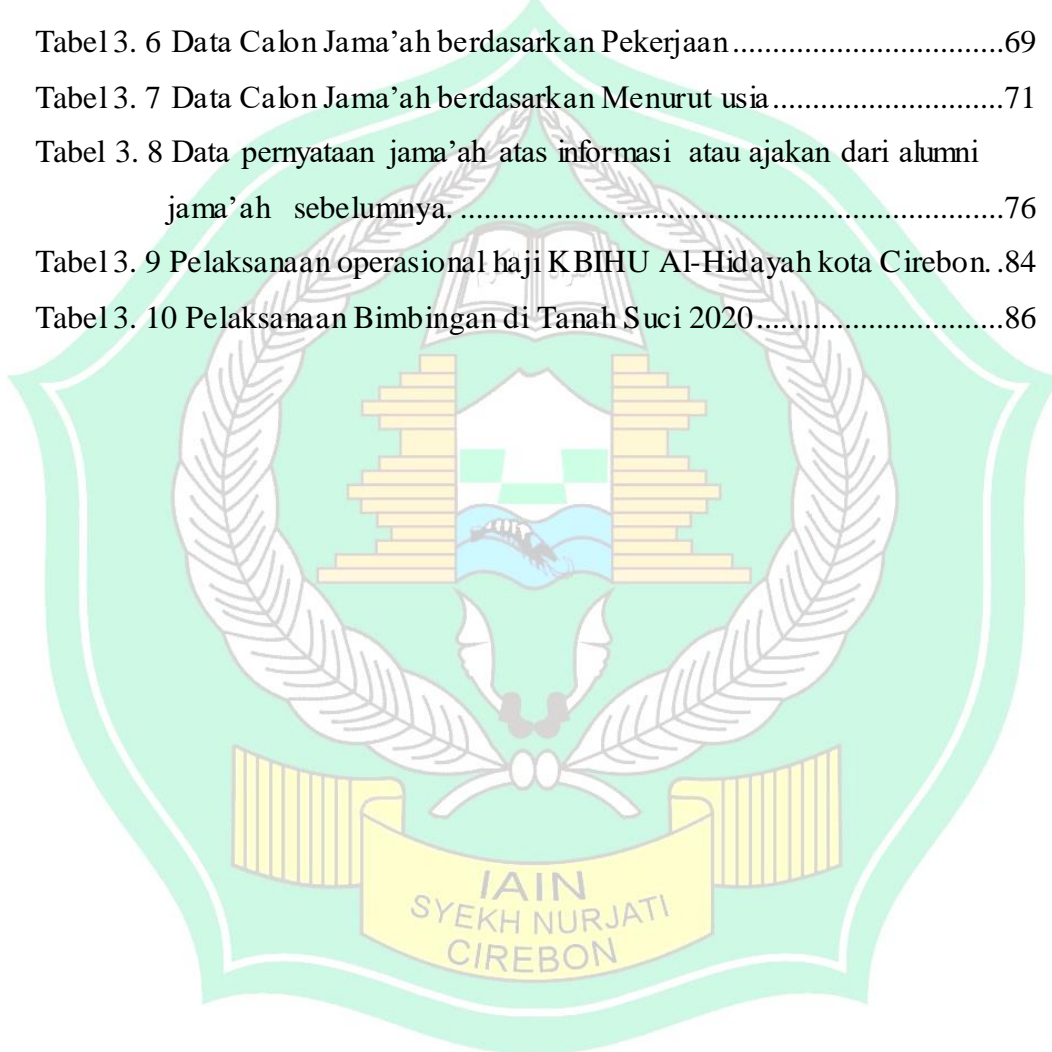 Tabel 3. 6 Data Calon Jama’ah berdasarkan Pekerjaan..................................69
Tabel 3. 7 Data Calon Jama’ah berdasarkan Menurut usia.............................71
Tabel 3. 8 Data pernyataan jama’ah atas informasi atau ajakan dari alumni
jama’ah sebelumnya. .....................................................................76
Tabel 3. 9 Pelaksanaan operasional haji KBIHU Al-Hidayah kota Cirebon. .84
Tabel 3. 10 Pelaksanaan Bimbingan di Tanah Suci 2020...............................86
IAIN
SYEKH NURJATI
CIREBON